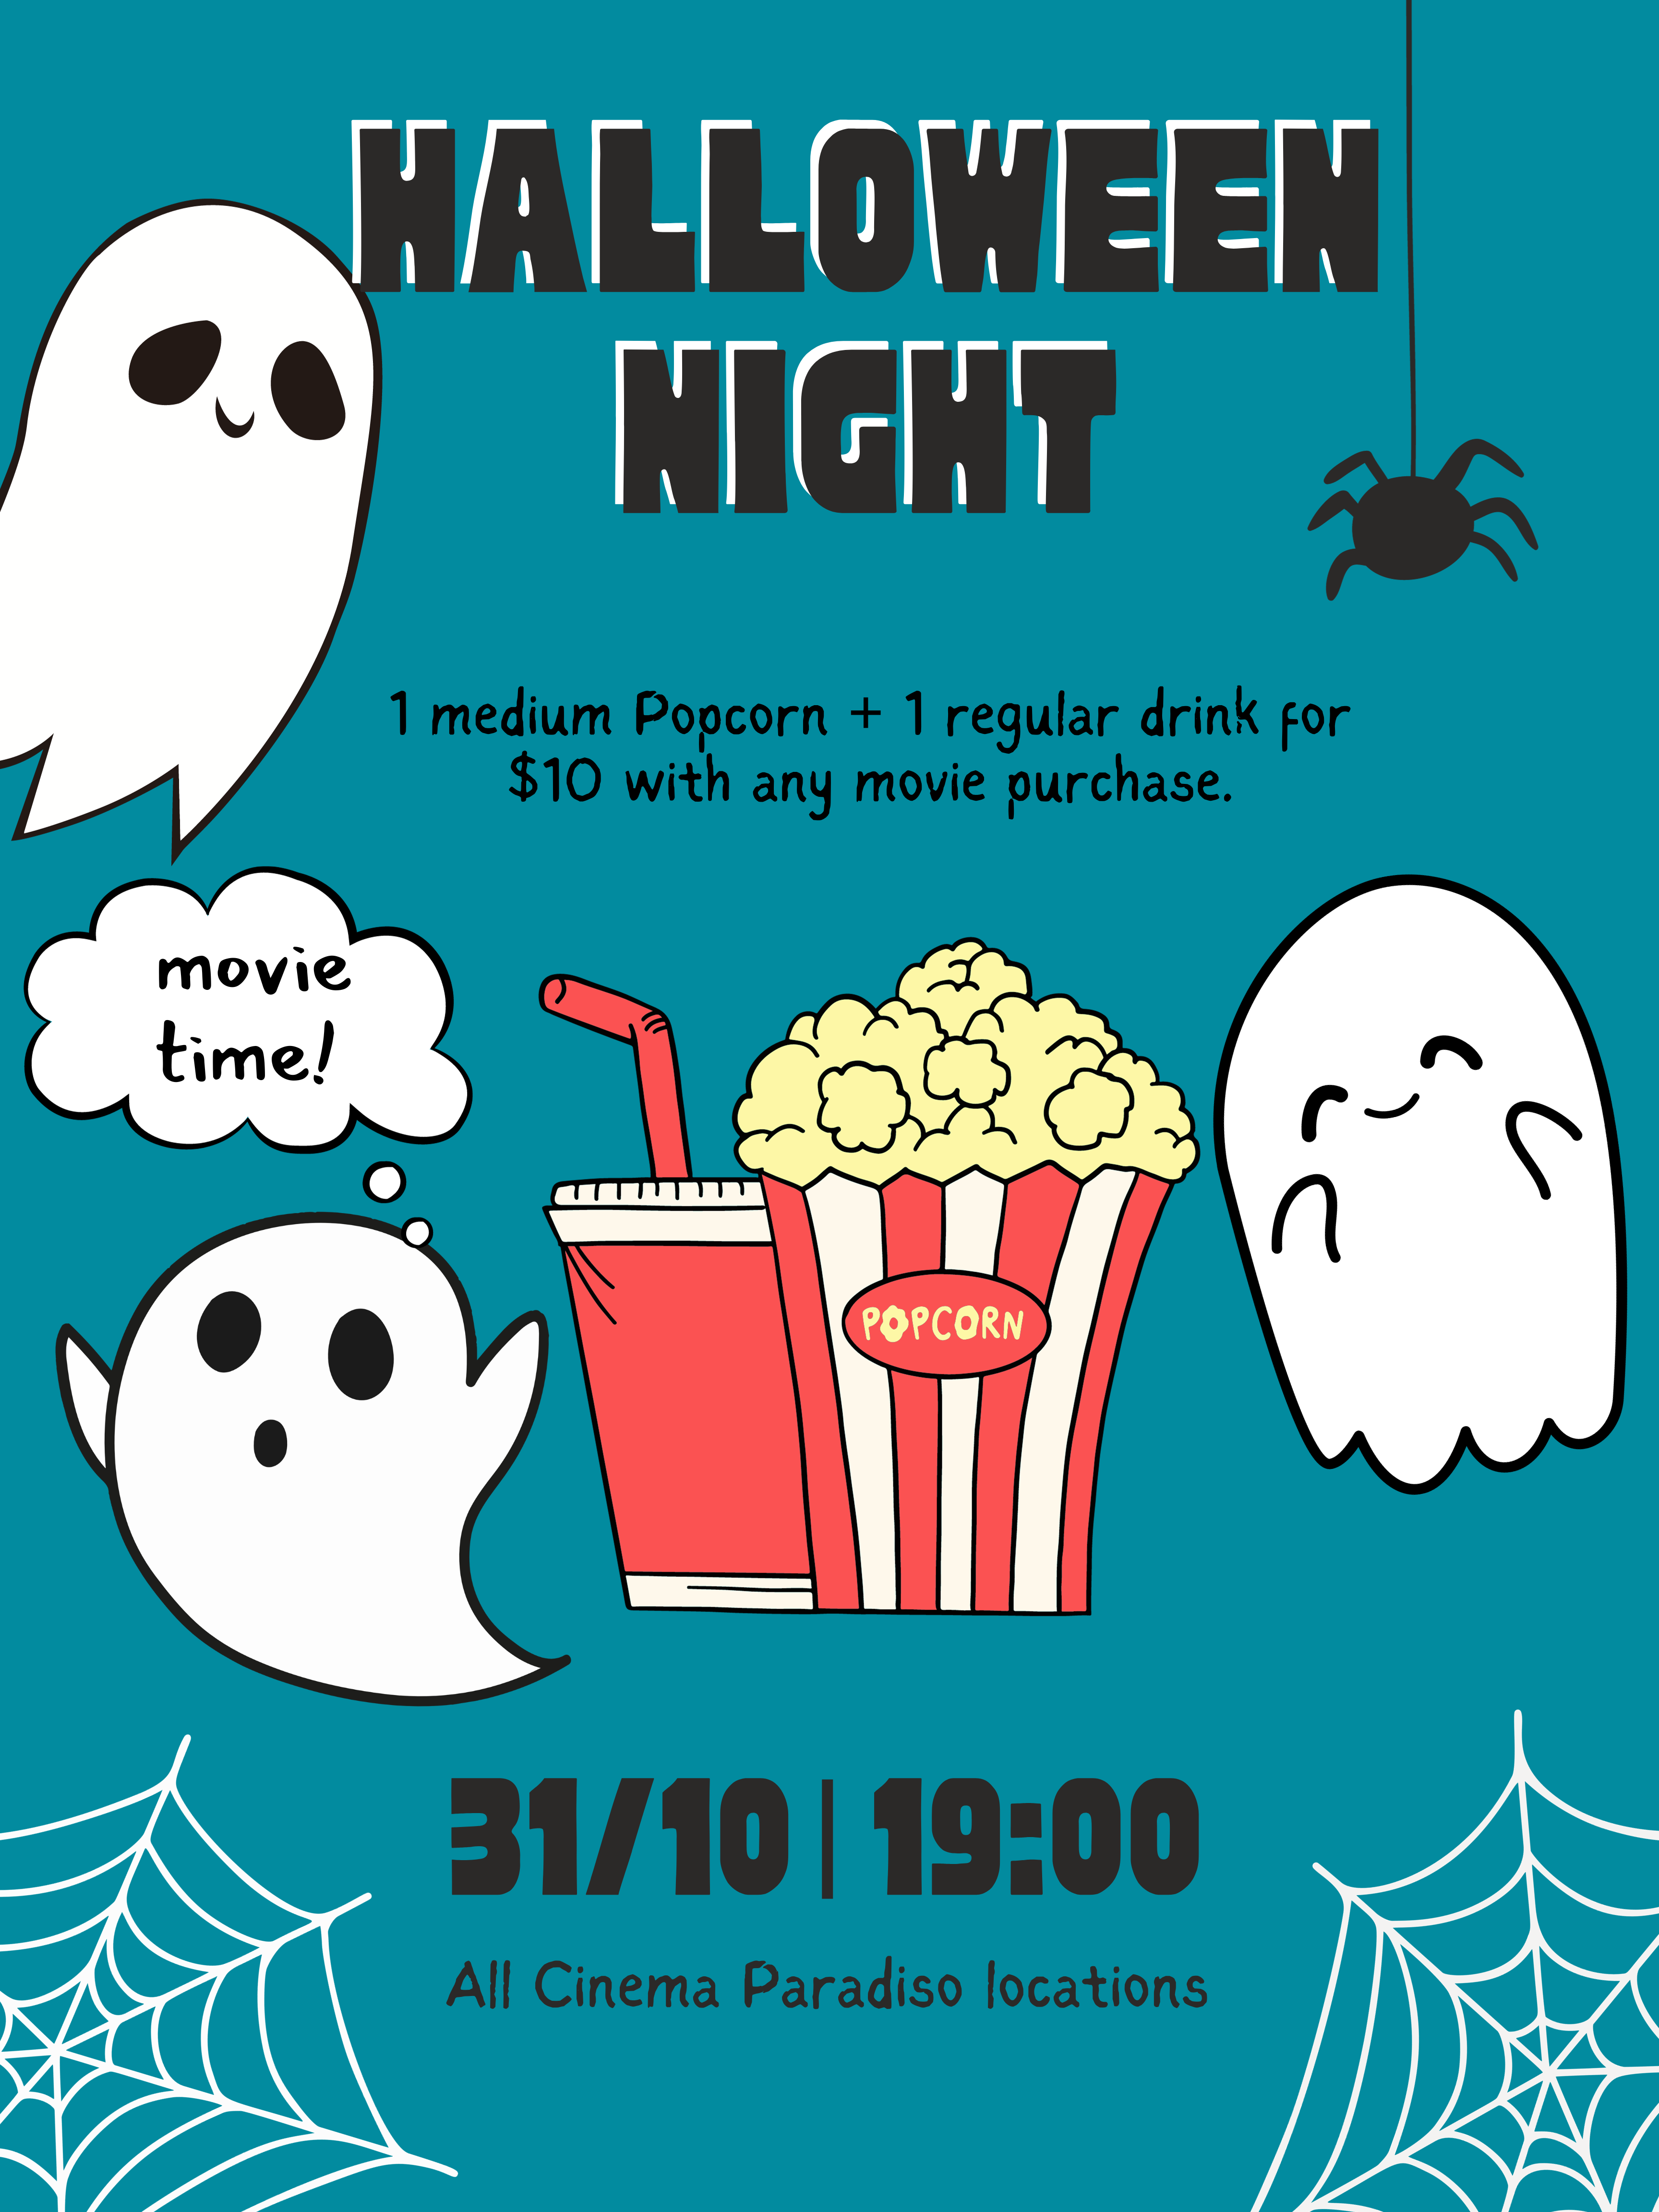 HALLOWEEN
NIGHT
1 medium Popcorn + 1 regular drink for
$10 with any movie purchase.
movie
time!
POPCORN
31/10 | 19:00
All Cinema Paradiso locations